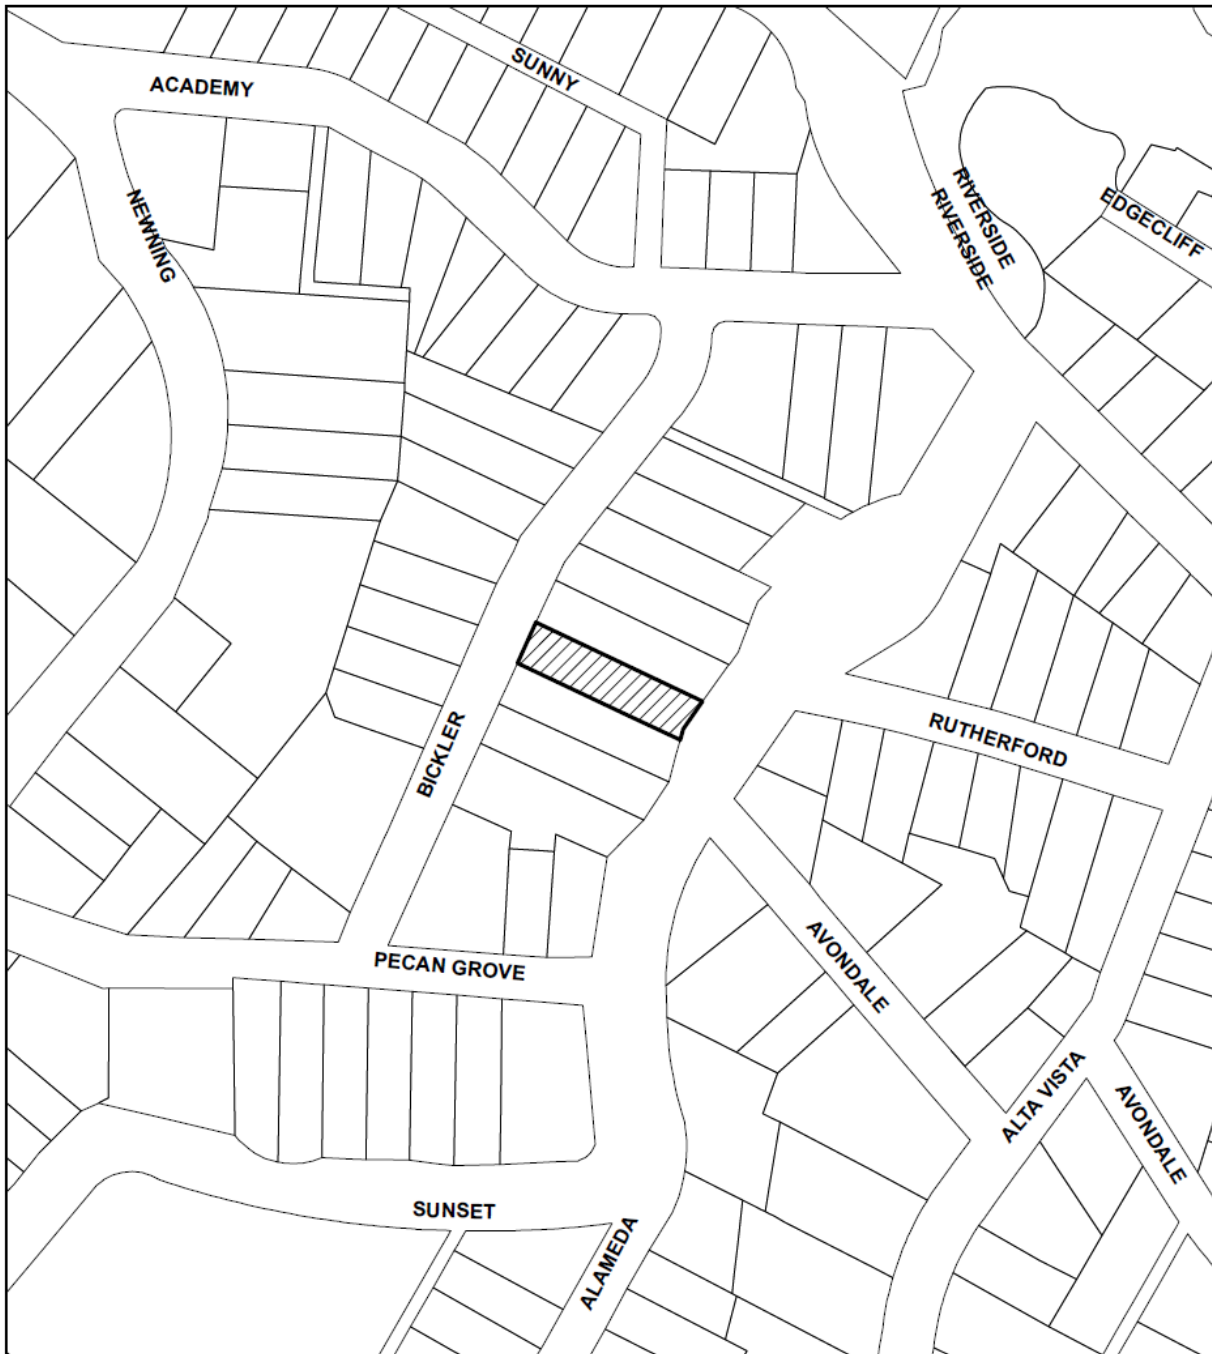 SUNNY
ACADEMY
RIVERSIDE
RIVERSIDE
EDGECLIFF
NEWNING
RUTHERFORD
BICKLER
AVONDALE
PECAN GROVE
ALTA VISTA
AVONDALE
SUNSET
ALAMEDA